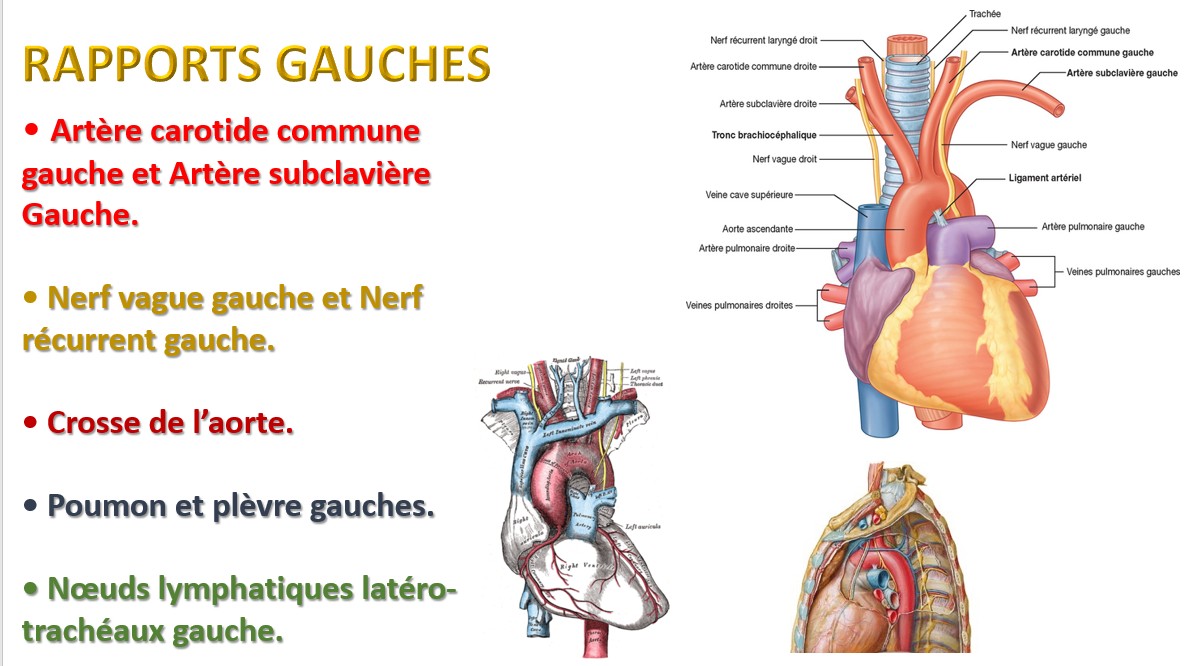 RAPPORTS GAUCHES
• Artère carotide commune
gauche et Artère subclavière
Gauche.
• Nerf vague gauche et Nerf
récurrent gauche.
• Crosse de l’aorte.
• Poumon et plèvre gauches.
• Nœuds lymphatiques latéro-
trachéaux gauche.
Trachée
Nerf récurrent laryngé droit
Nerf récurrent laryngé gauche
Artère carotide commune gauche
Artère carotide commune droite
Artère subclavière gauche
Artère subclavière droite
Tronc brachiocéphalique
Nerf vague gauche
Nerf vague droit
Ligament artériel
Veine cave supérieure
Artère pulmonaire gauche
Aorte ascendante
Artère pulmonaire droite
Veines pulmonaires gauches
Veines pulmonaires droites
Right vagus
Recurrent nerve
Left vagus
Left phrenic
Thoracic duct
Left Innominate vein
Left auricula
Right
auricula
Pulmonary
Artery
Right Ven